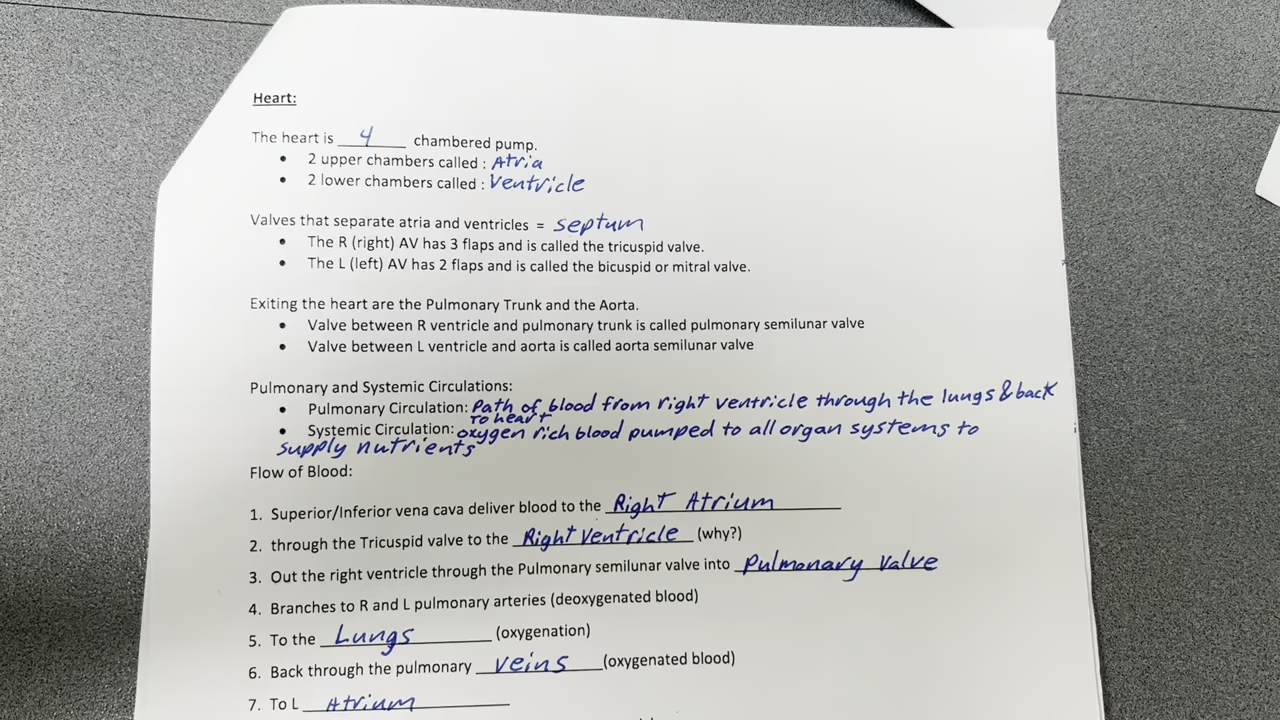 Heart:
The heart is 4 chambered pump.
• 2 upper chambers called : Atria
• 2 lower chambers called : Ventricle
Valves that separate atria and ventricles = septum
• The R (right) AV has 3 flaps and is called the tricuspid valve.
• The L (left) AV has 2 flaps and is called the bicuspid or mitral valve.
Exiting the heart are the Pulmonary Trunk and the Aorta.
• Valve between R ventricle and pulmonary trunk is called pulmonary semilunar valve
• Valve between L ventricle and aorta is called aorta semilunar valve
Pulmonary and Systemic Circulations:
• Pulmonary Circulation: Path of blood from right ventricle through the lungs & back
To heart
• Systemic Circulation: oxygen rich blood pumped to all organ systems to
supply nutrients
Flow of Blood:
1. Superior/Inferior vena cava deliver blood to the Right Atrium
2. through the Tricuspid valve to the Right Ventricle (why?)
3. Out the right ventricle through the Pulmonary semilunar valve into Pulmonary Valve
4. Branches to R and L pulmonary arteries (deoxygenated blood)
5. To the Lungs (oxygenation)
6. Back through the pulmonary veins (oxygenated blood)
7. To L Atrium